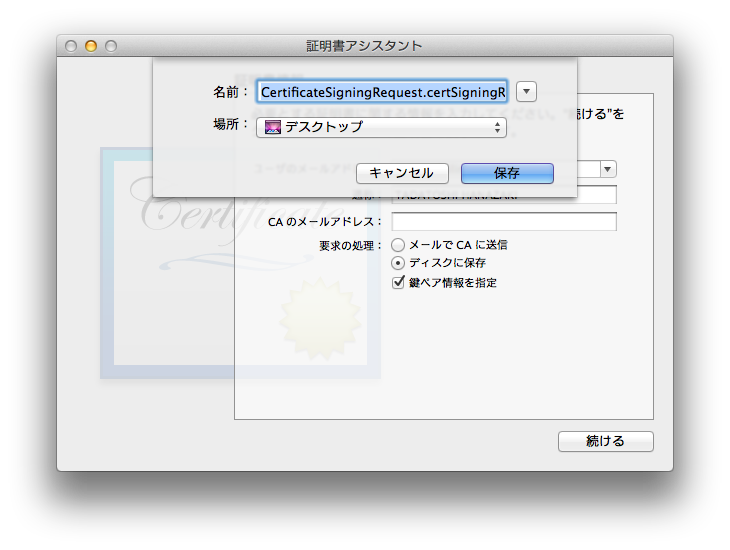 証明書アシスタント
名前：
CertificateSigningRequest.certSigningR
場所：
デスクトップ
キャンセル
保存
続ける”を
CA のメールアドレス：
要求の処理：
メールで CA に送信
ディスクに保存
鍵ペア情報を指定
Certificate
続ける